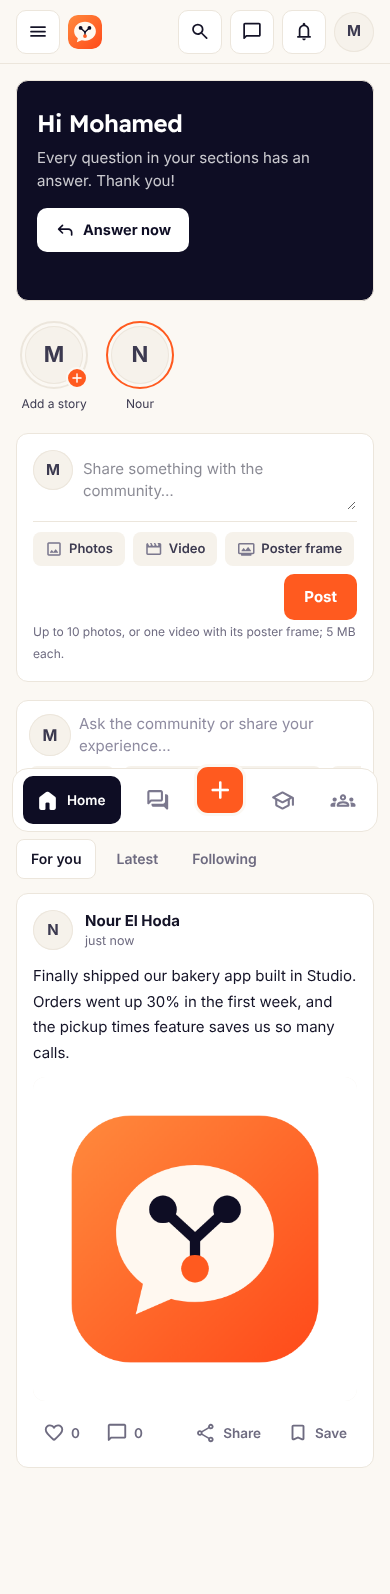 M
Hi Mohamed
Every question in your sections has an
answer. Thank you!
Answer now
M
N
Add a story
Nour
M
Share something with the
community...
Photos
Video
Poster frame
Post
Up to 10 photos, or one video with its poster frame; 5 MB
each.
M
Ask the community or share your
experience...
Home
For you
Latest
Following
N
Nour El Hoda
just now
Finally shipped our bakery app built in Studio.
Orders went up 30% in the first week, and
the pickup times feature saves us so many
calls.
0
0
Share
Save